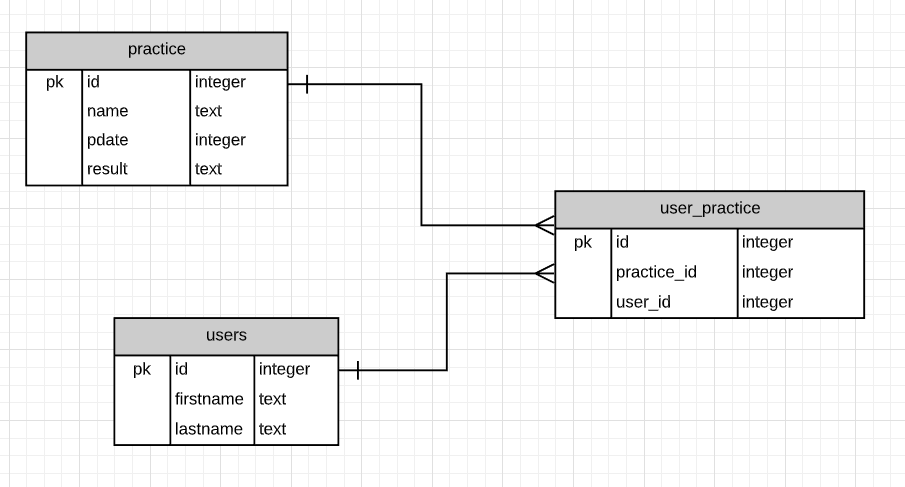 practice
pk id integer
name text
pdate integer
result text
user_practice
pk id integer
practice_id integer
user_id integer
users
pk id integer
firstname text
lastname text